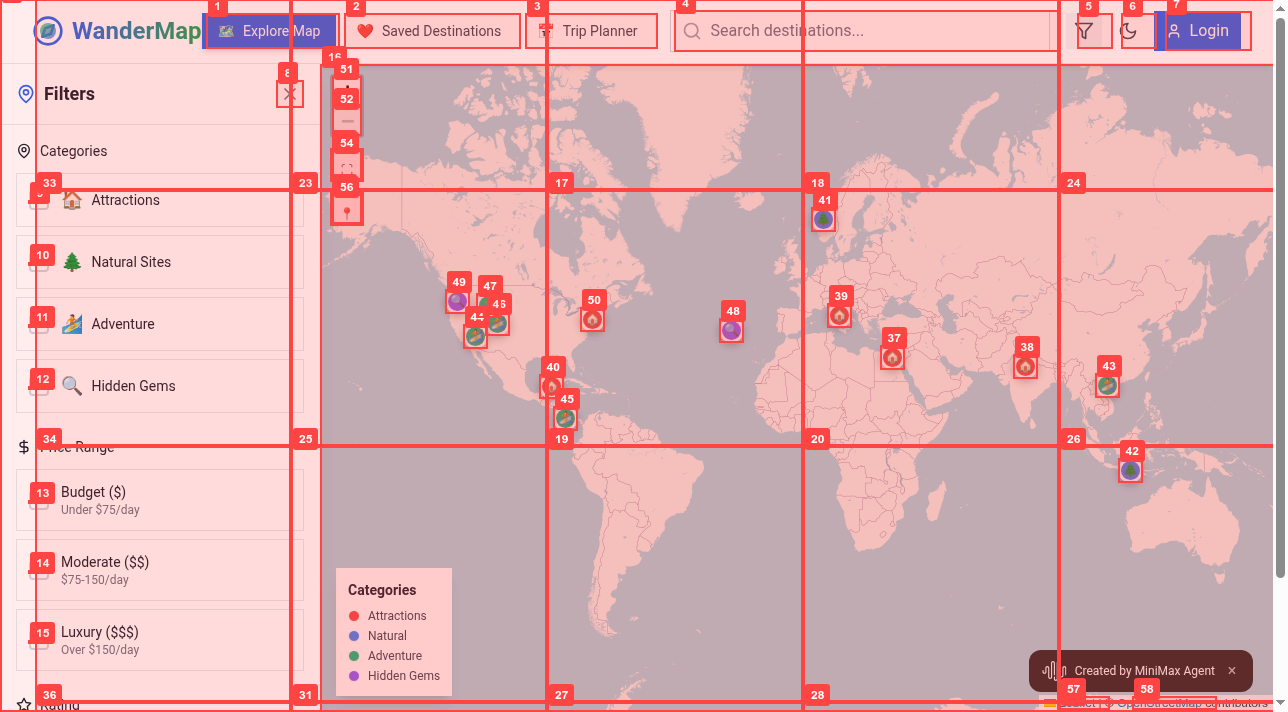 WanderMap
Explore Map
Saved Destinations
Trip Planner
Search destinations...
Login
Filters
Categories
Attractions
Natural Sites
Adventure
Hidden Gems
Price Range
Budget ($)
Under $75/day
Moderate ($$)
$75-150/day
Luxury ($$$)
Over $150/day
Rating
Categories
Attractions
Natural
Adventure
Hidden Gems
Created by MiniMax Agent
OpenStreetMap contributors
1
2
3
4
5
6
7
8
10
11
12
13
14
15
16
17
18
19
20
23
24
25
26
27
28
31
33
34
36
37
38
39
40
41
42
43
44
45
46
47
48
49
50
51
52
54
56
57
58